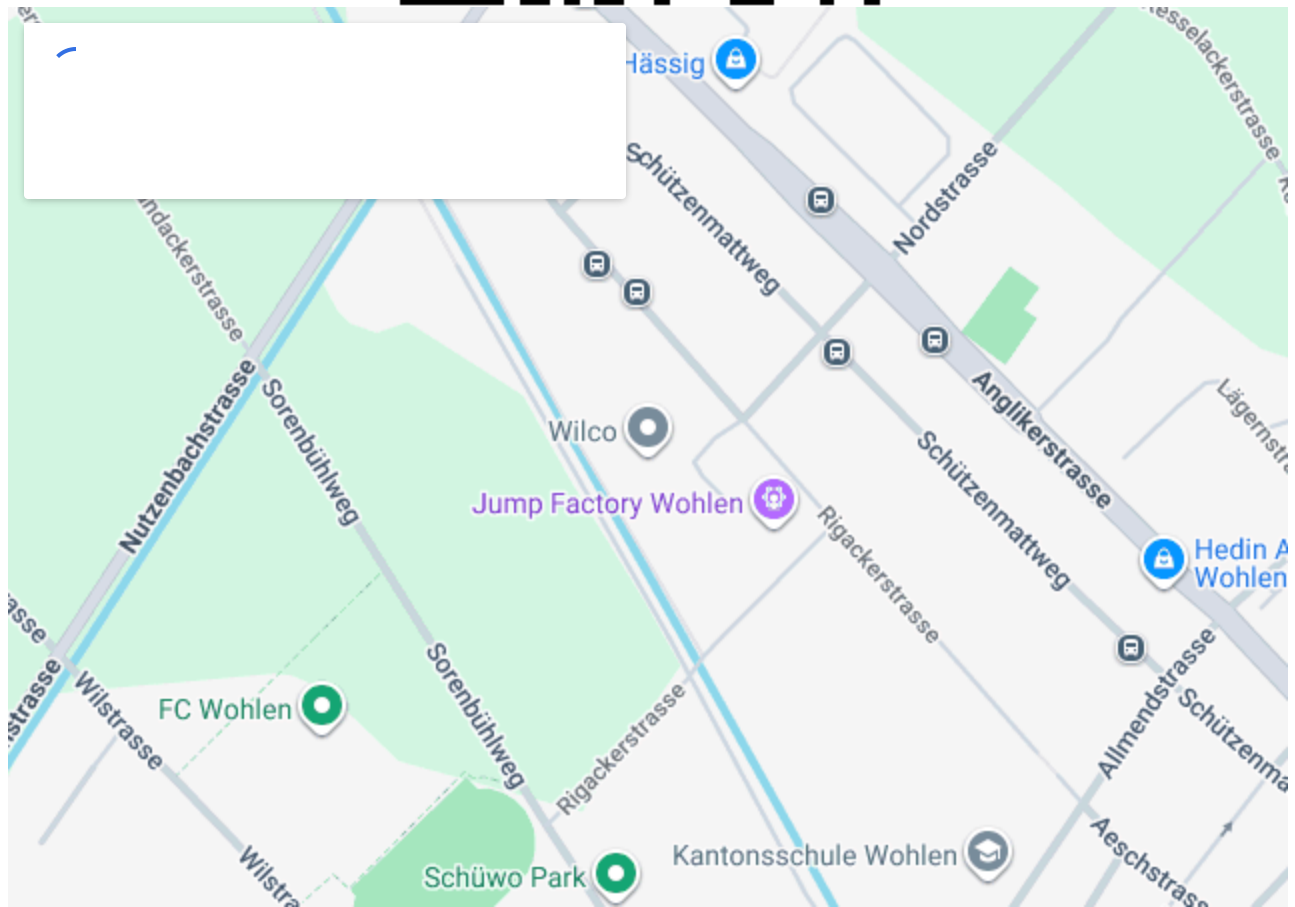 Hässig
Schützenmattweg
Nordstrasse
Anglikerstrasse
Schützenmattweg
Nutzenbachstrasse
Sorenbühlweg
Wilco
Jump Factory Wohlen
Rigackerstrasse
Hedin A
Wohlen
Sorenbühlweg
FC Wohlen
Wilstrasse
Rigackerstrasse
Allmendstrasse
Kantonsschule Wohlen
Schüwo Park